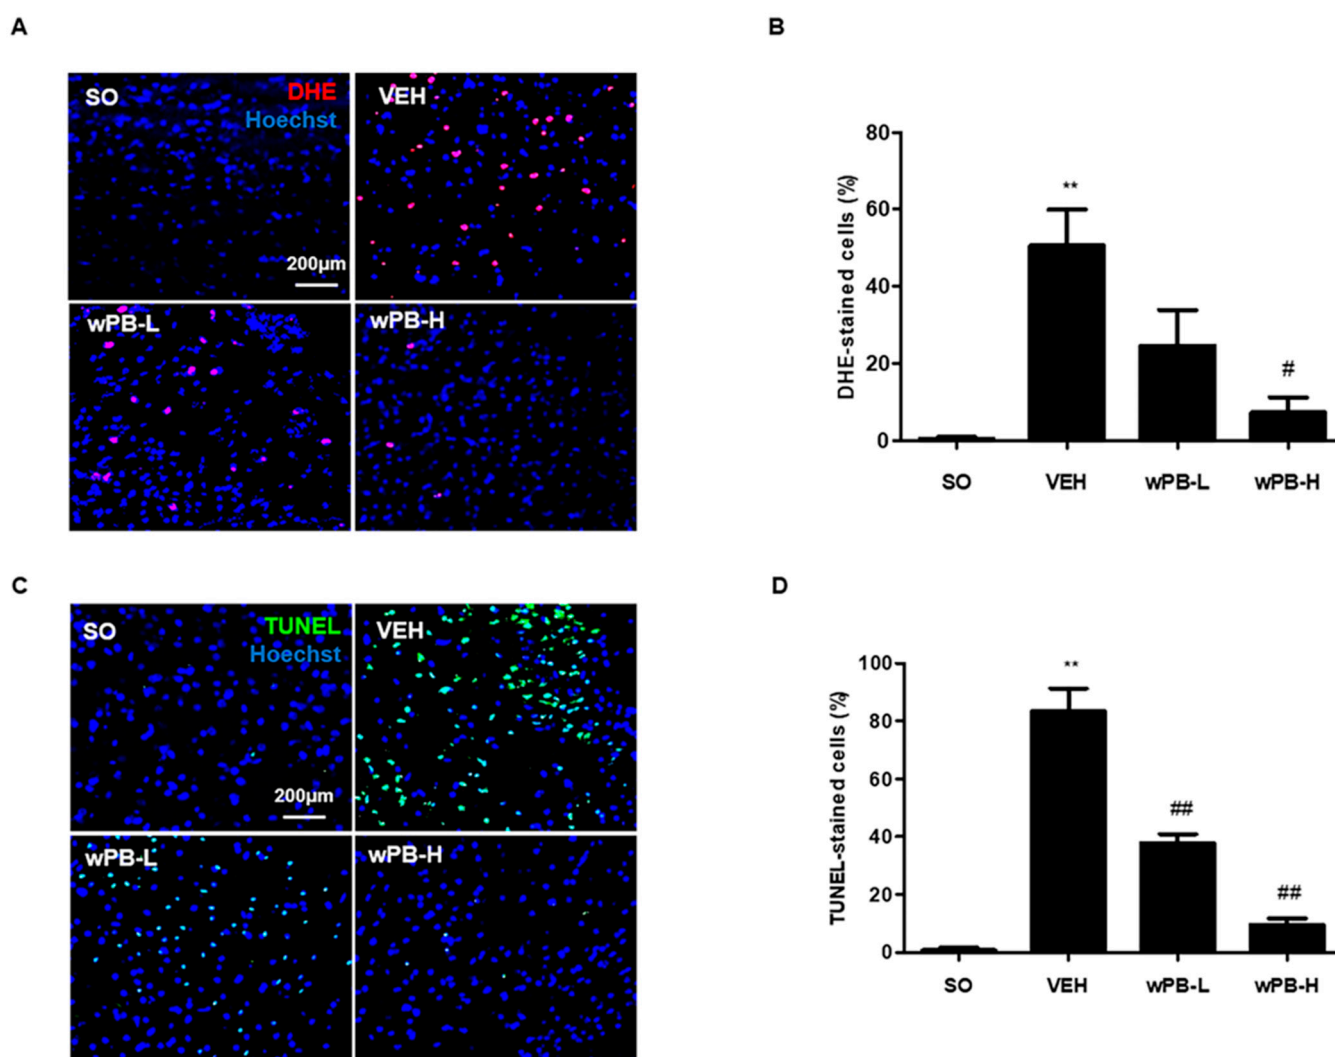 A
B
SO
DHE
Hoechst
VEH
200µm
wPB-L
wPB-H
DHE-stained cells (%)
80
60
40
20
0
**
#
SO
VEH
wPB-L
wPB-H
C
D
SO
TUNEL
Hoechst
VEH
200µm
wPB-L
wPB-H
TUNEL-stained cells (%)
100
80
60
40
20
0
**
##
##
SO
VEH
wPB-L
wPB-H